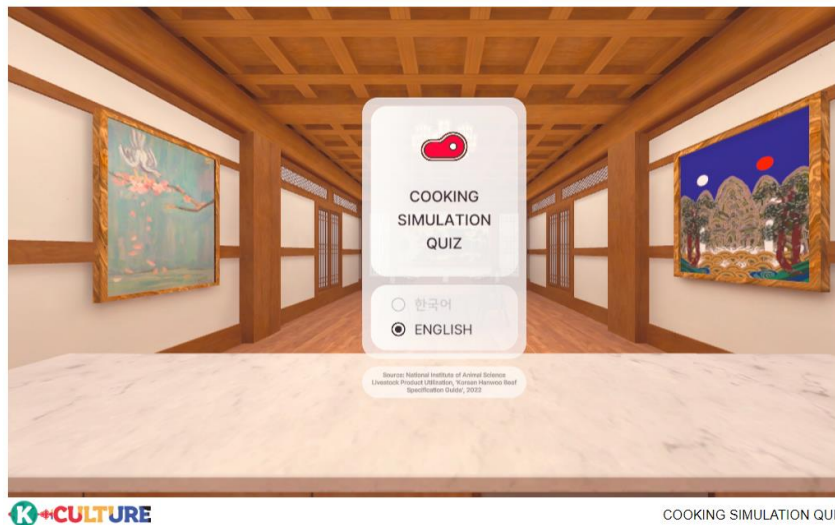 COOKING
SIMULATION
QUIZ
한국어
ENGLISH
Source: National Institute of Animal Science
Livestock Product Utilization, 'Korean Hanwoo Beef
Specification Guide', 2022
K-CULTURE
COOKING SIMULATION QUI